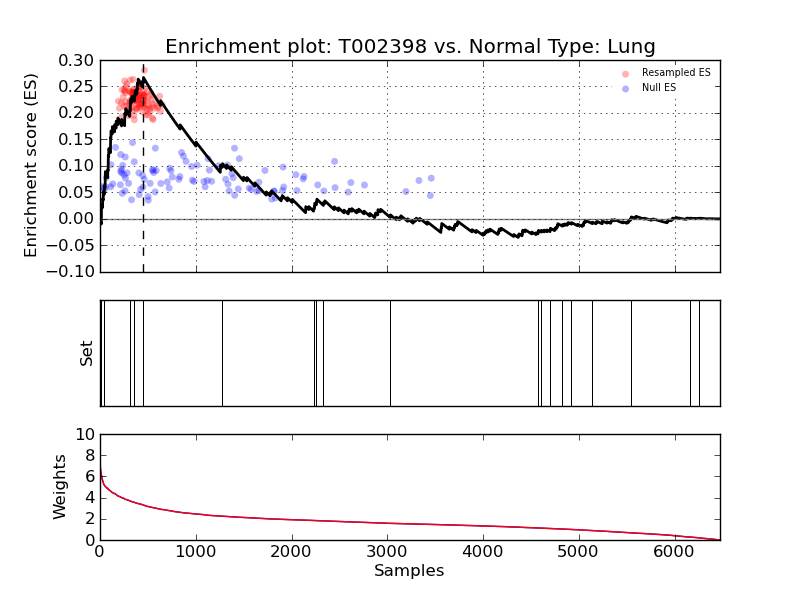 Enrichment plot: T002398 vs. Normal Type: Lung
Enrichment score (ES)
0.30
0.25
0.20
0.15
0.10
0.05
0.00
−0.05
−0.10
Resampled ES
Null ES
Set
Weights
10
8
6
4
2
0
0 1000 2000 3000 4000 5000 6000
Samples